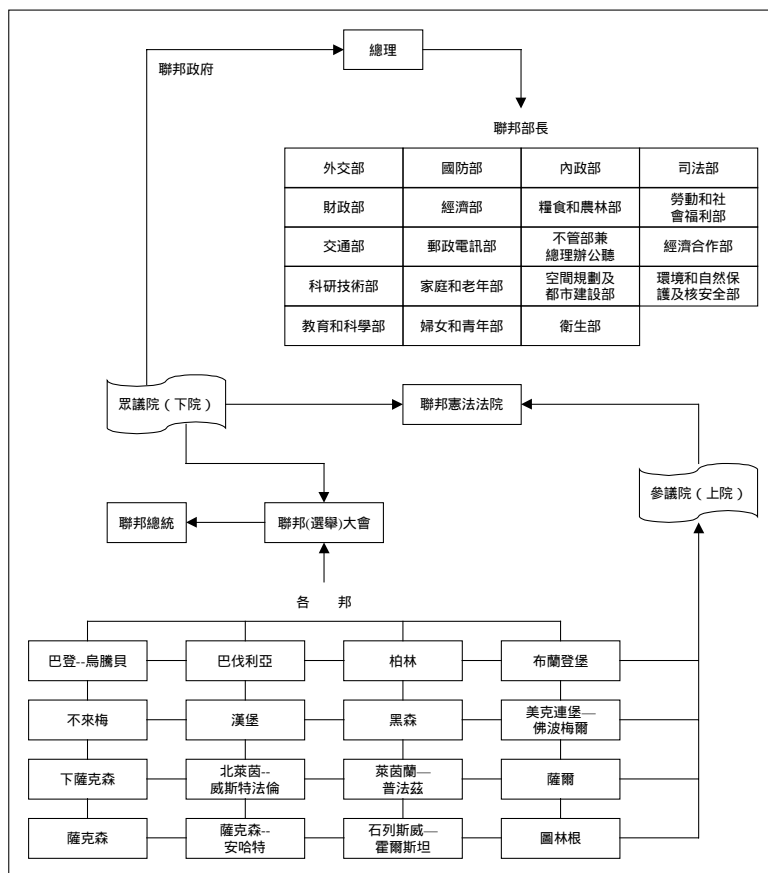 總理
聯邦政府
聯邦部長
外交部
國防部
內政部
司法部
財政部
經濟部
糧食和農林部
勞動和社
會福利部
交通部
郵政電訊部
不管部兼
總理辦公聽
經濟合作部
科研技術部
家庭和老年部
空間規劃及
都市建設部
環境和自然保
護及核安全部
教育和科學部
婦女和青年部
衛生部
眾議院（下院）
聯邦憲法法院
參議院（上院）
聯邦總統
聯邦(選舉)大會
各 邦
巴登--烏騰貝
巴伐利亞
柏林
布蘭登堡
不來梅
漢堡
黑森
美克連堡—
佛波梅爾
下薩克森
北萊茵--
威斯特法倫
萊茵蘭—
普法茲
薩爾
薩克森
薩克森--
安哈特
石列斯威—
霍爾斯坦
圖林根